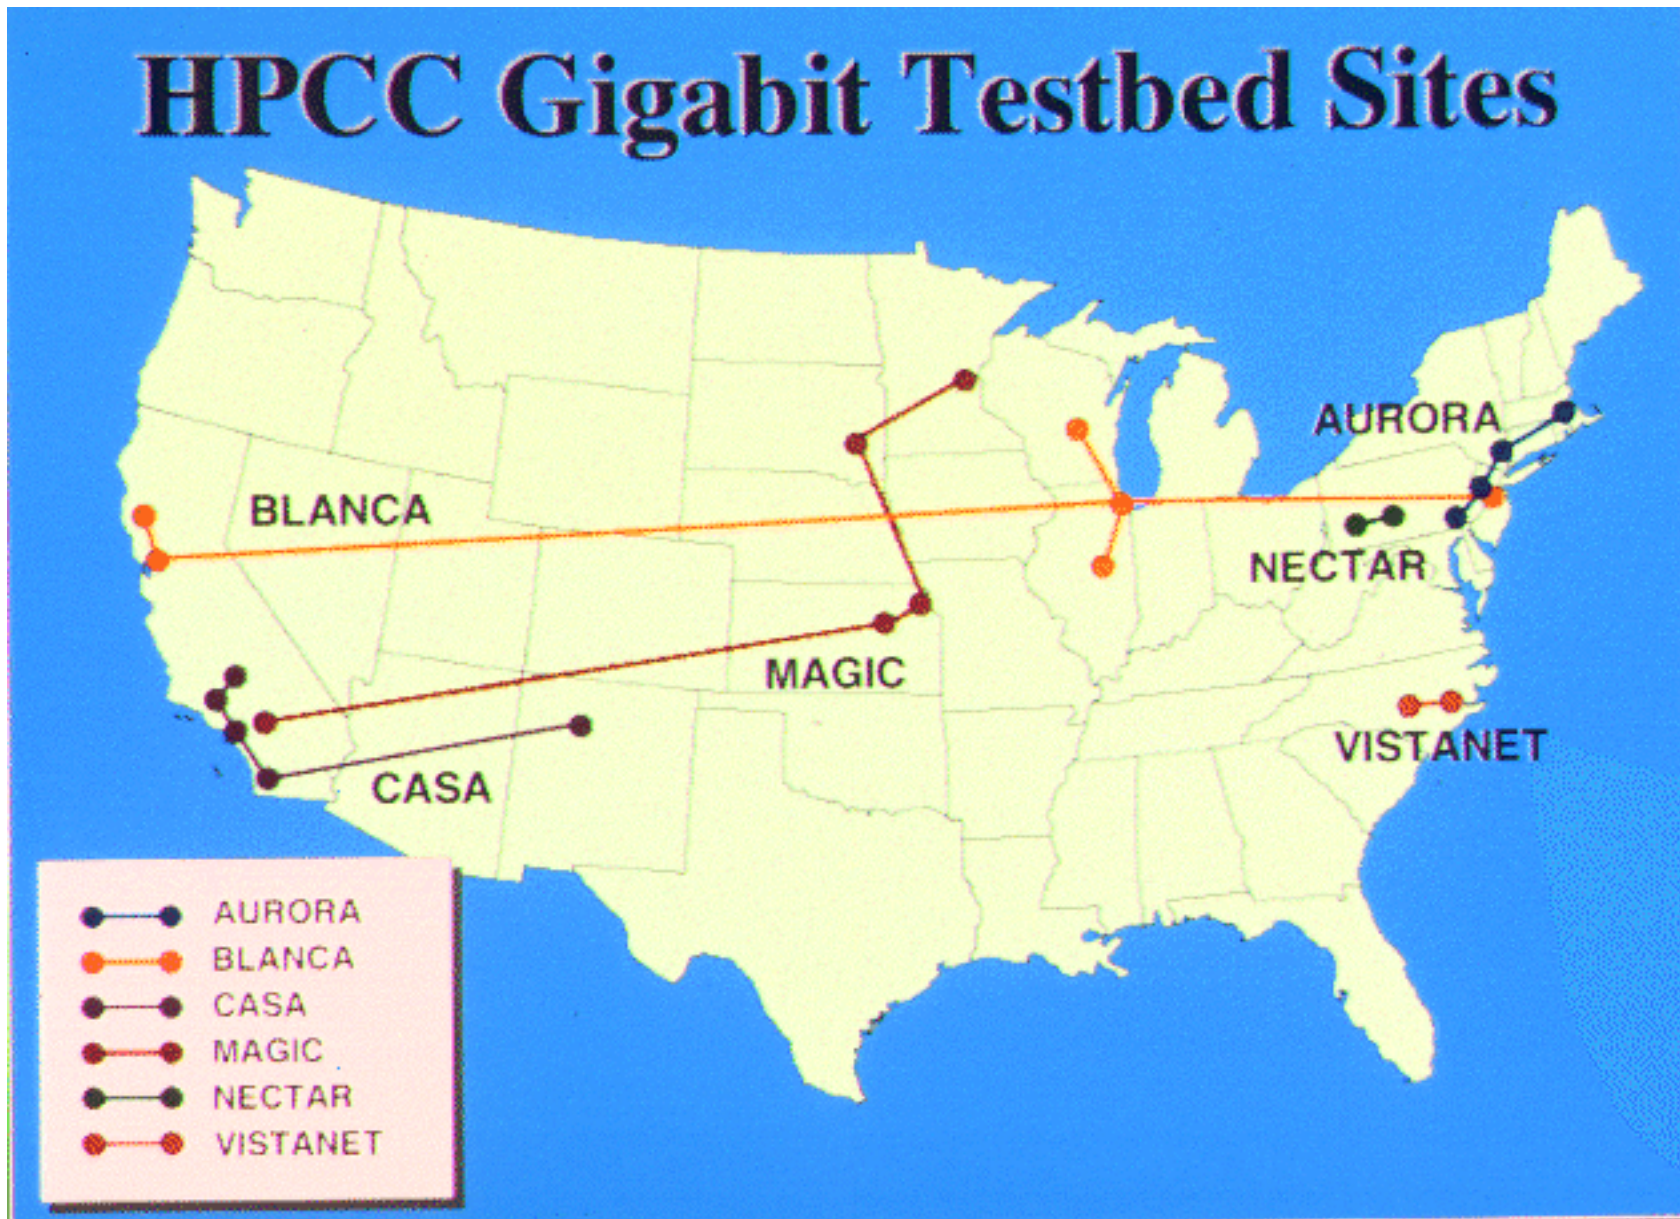 HPCC Gigabit Testbed Sites
AURORA
BLANCA
NECTAR
MAGIC
VISTANET
CASA
AURORA
BLANCA
CASA
MAGIC
NECTAR
VISTANET